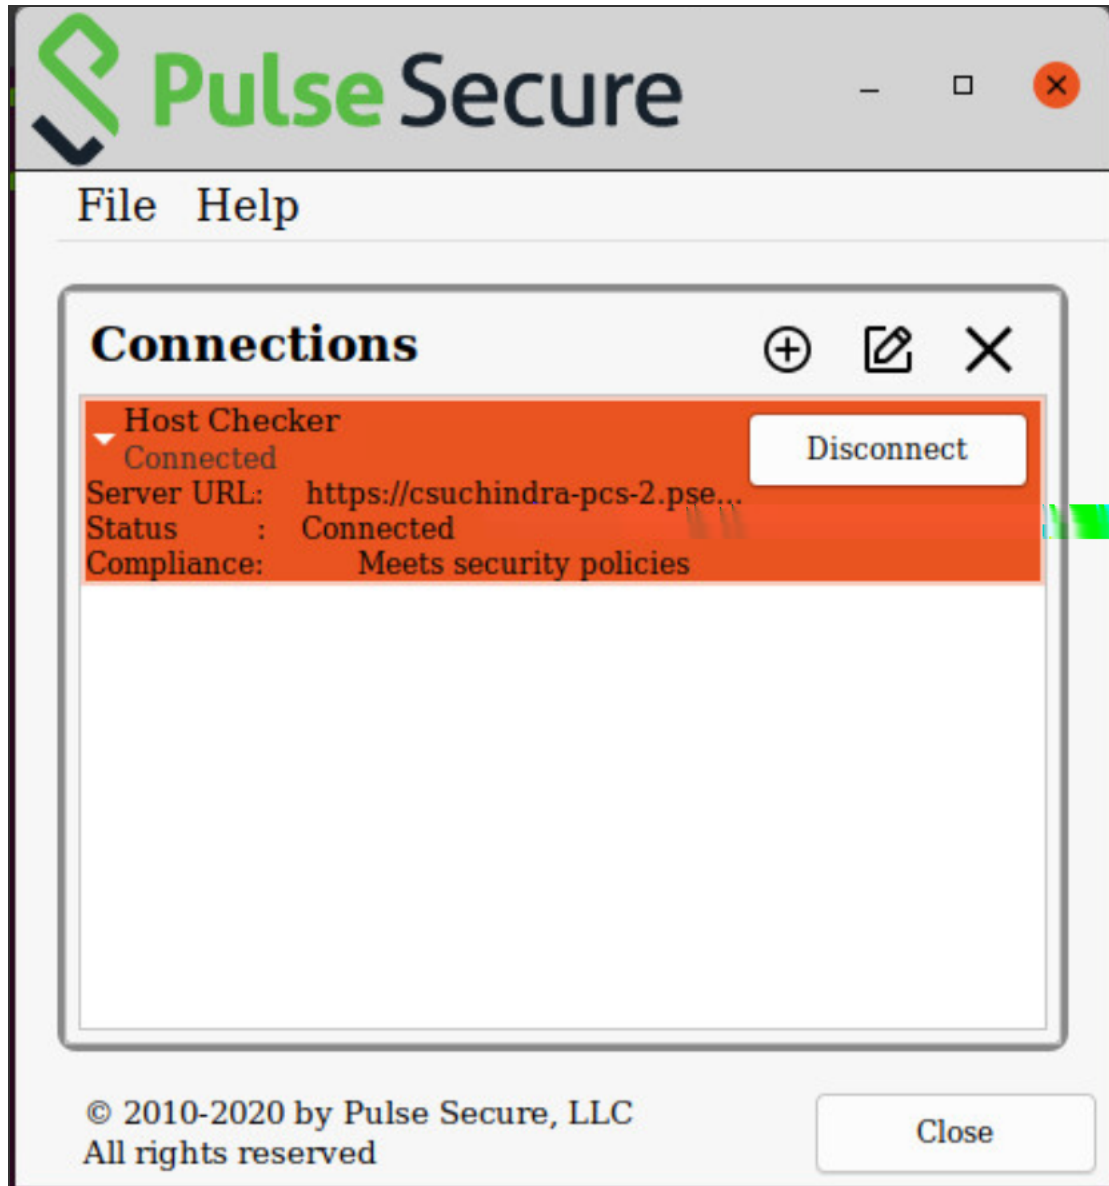 Pulse Secure
File Help
Connections
Host Checker
Connected
Disconnect
Server URL: https://csuchindra-pcs-2.pse...
Status : Connected
Compliance: Meets security policies
© 2010-2020 by Pulse Secure, LLC
All rights reserved
Close